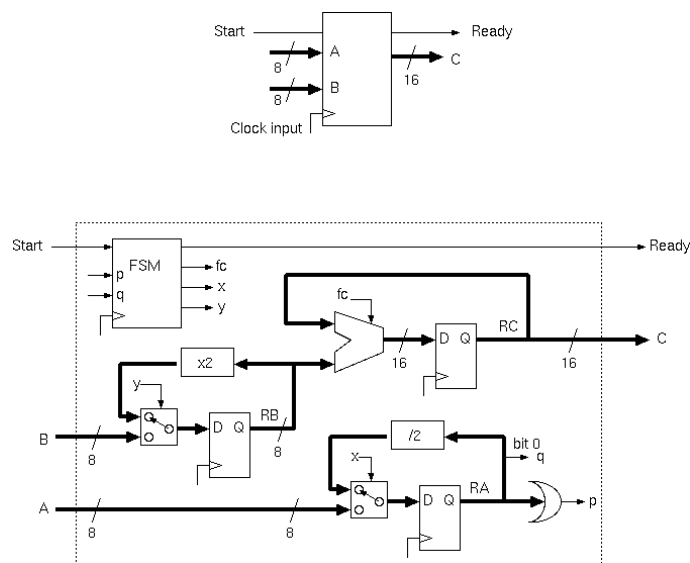 Start
Ready
A
8
C
16
B
8
Clock input
Start
Ready
FSM
fc
p
x
q
y
fc
RC
D Q
16
16
C
x2
y
RB
D Q
B
8
8
/2
bit 0
q
x
RA
D Q
p
A
8
8